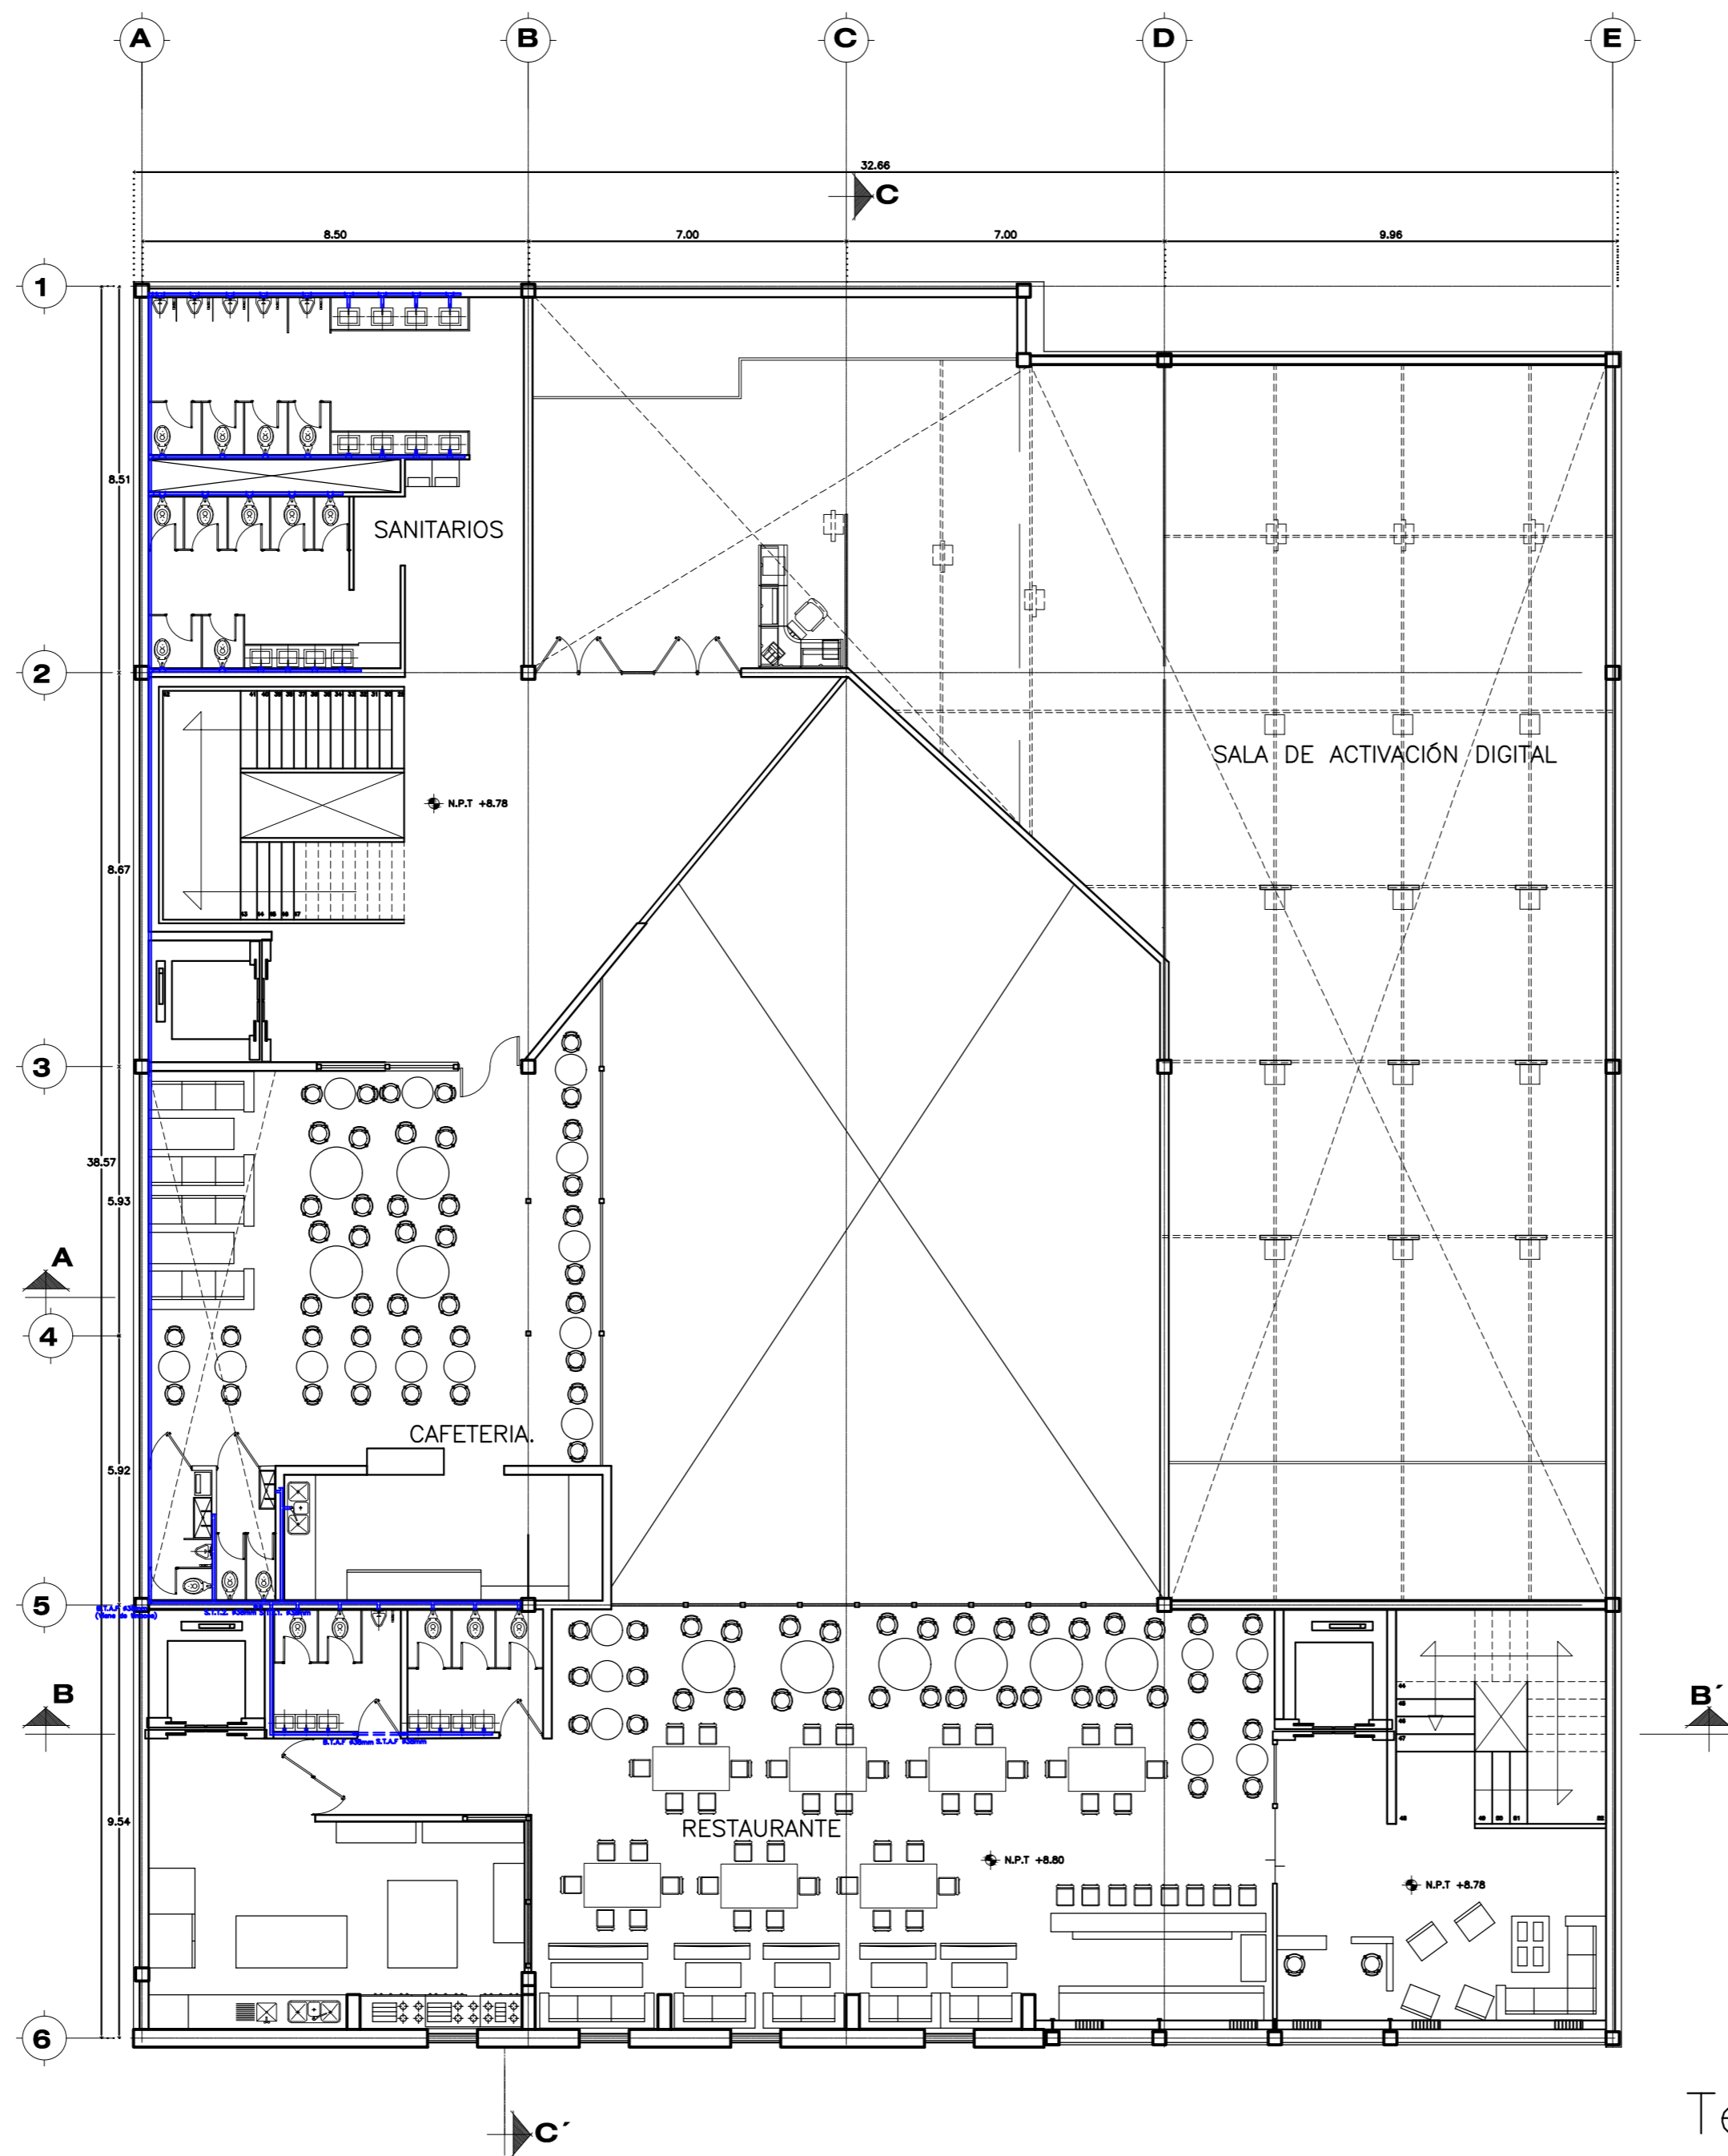 A
B
C
D
E
32.66
C
8.50
7.00
7.00
9.96
1
8.51
SANITARIOS
2
SALA DE ACTIVACIÓN DIGITAL
N.P.T +8.78
8.67
3
38.57
5.93
A
4
CAFETERIA.
5.92
5
B
B´
9.54
RESTAURANTE
N.P.T +8.80
N.P.T +8.78
6
C´